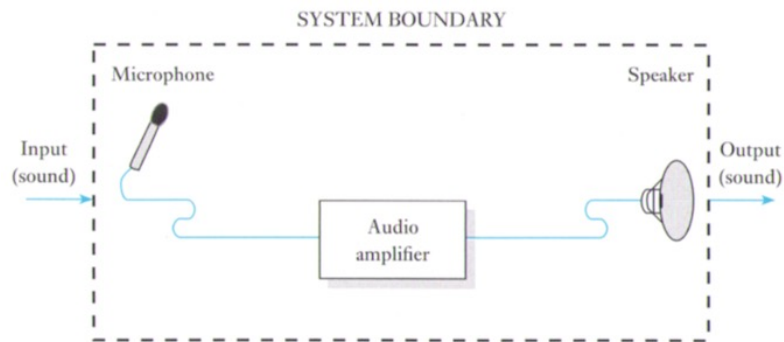 SYSTEM BOUNDARY
Microphone
Speaker
Input
(sound)
Output
(sound)
Audio
amplifier